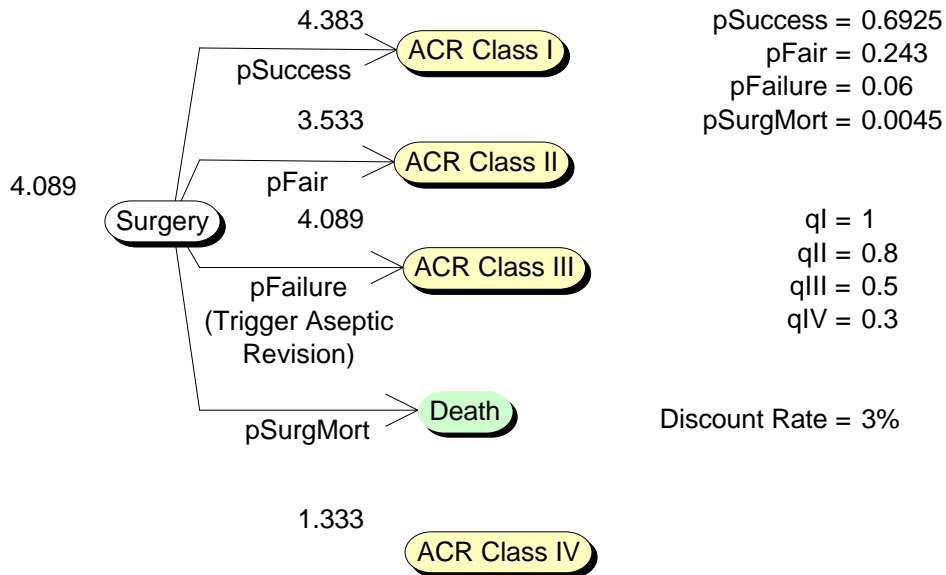 4.383
ACR Class I
pSuccess
3.533
ACR Class II
pFair
4.089
4.089
Surgery
ACR Class III
pFailure
(Trigger Aseptic
Revision)
Death
pSurgMort
1.333
ACR Class IV
pSuccess = 0.6925
pFair = 0.243
pFailure = 0.06
pSurgMort = 0.0045
qI = 1
qII = 0.8
qIII = 0.5
qIV = 0.3
Discount Rate = 3%